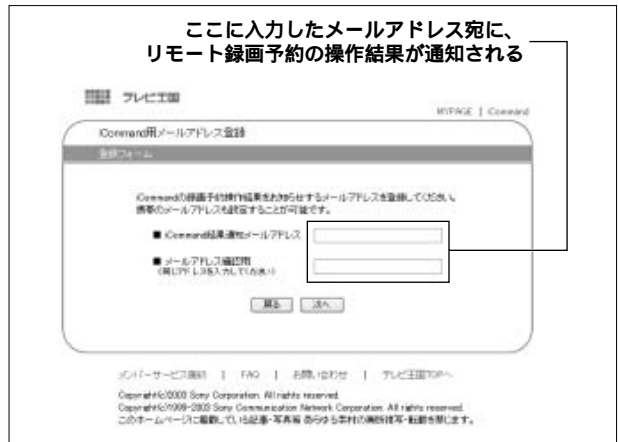 ここに入力したメールアドレス宛に、
リモート録画予約の操作結果が通知される
テレビ王国
MYPAGE | iCommand
iCommand用メールアドレス登録
登録フォーム
iCommandの録画予約操作結果をお知らせするメールアドレスを登録してください。
携帯のメールアドレスも設定することが可能です。
■ iCommand結果通知メールアドレス
■ メールアドレス確認用
(同じアドレスを入力してください)
戻る 次へ
メンバーサービス規約 | FAQ | お問い合わせ | テレビ王国TOPへ
Copyright(c)2003 Sony Corporation. All rights reserved.
Copyright(c)1999-2003 Sony Communication Network Corporation. All rights reserved.
このホームページに掲載している記事・写真等 あらゆる素材の無断複写・転載を禁じます。